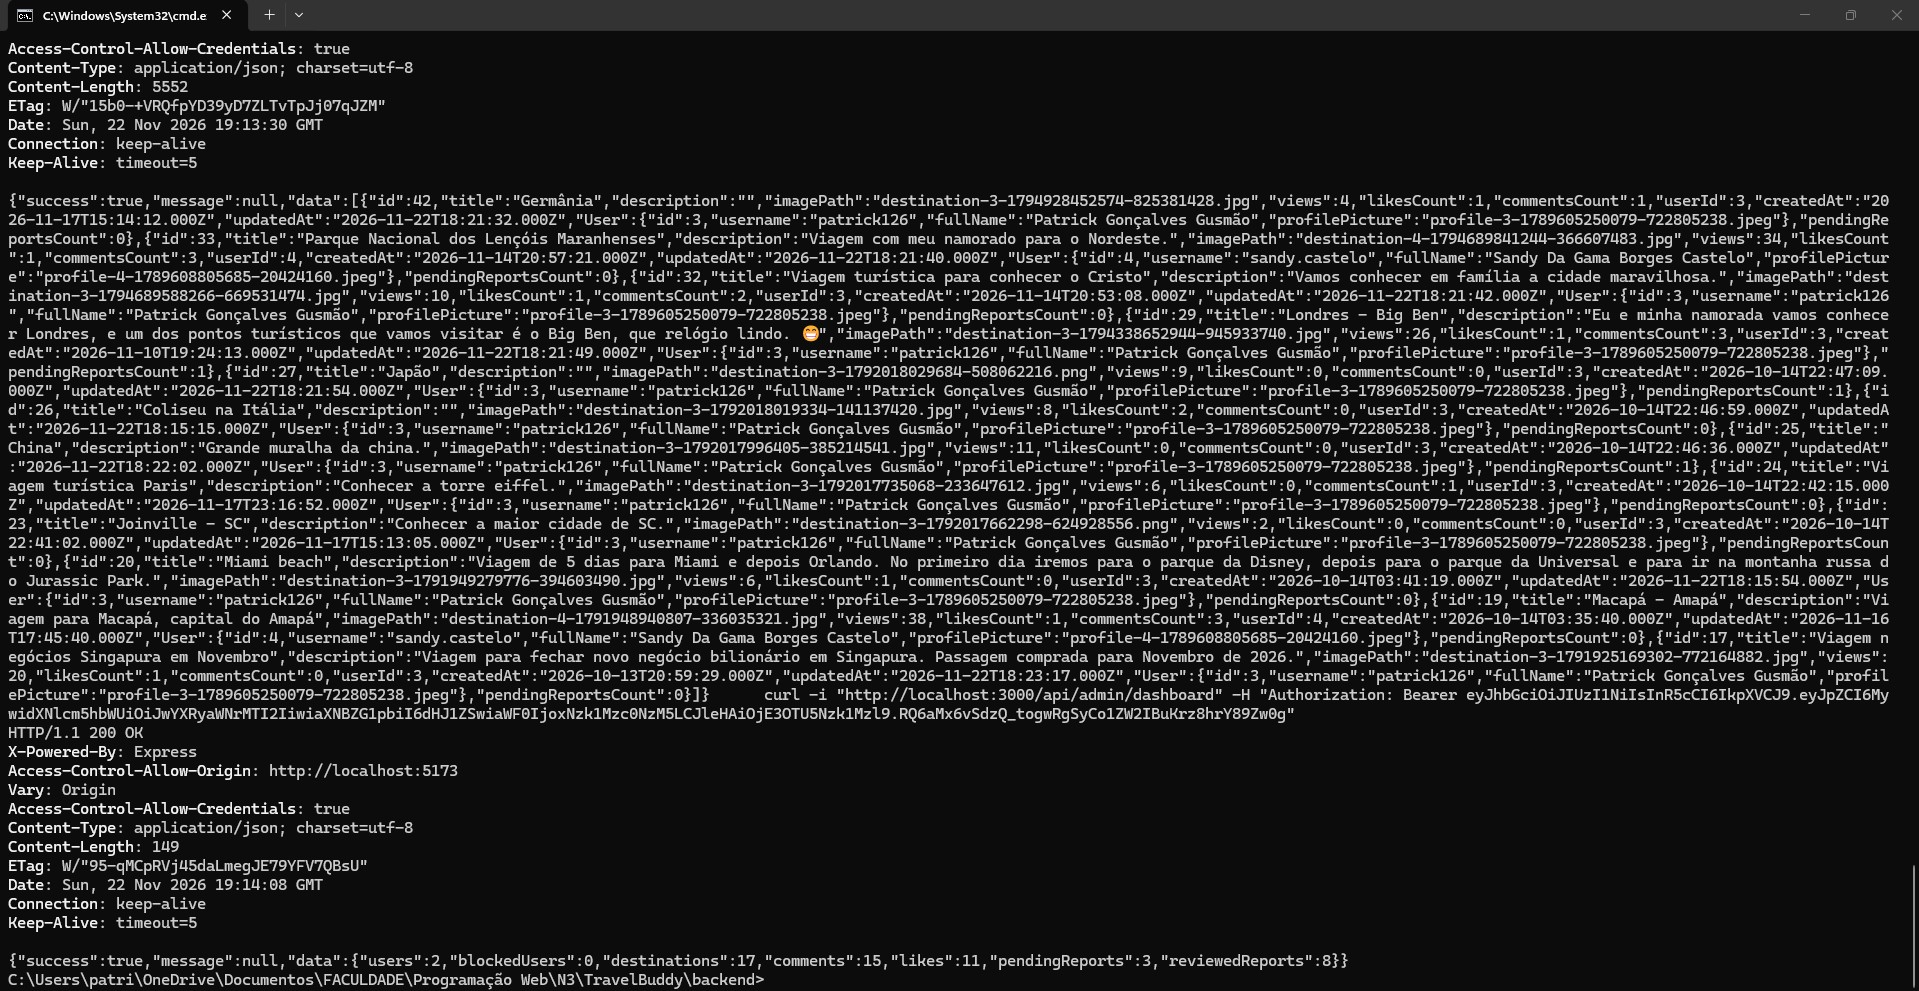 C:\Windows\System32\cmd.e
Access-Control-Allow-Credentials: true
Content-Type: application/json; charset=utf-8
Content-Length: 5552
ETag: W/"15b0-+VRQfpYD39yD7ZLTvTpJj07qJZM"
Date: Sun, 22 Nov 2026 19:13:30 GMT
Connection: keep-alive
Keep-Alive: timeout=5
{"success":true,"message":null,"data":[{"id":42,"title":"Germânia","description":"","imagePath":"destination-3-1794928452574-825381428.jpg","views":4,"likesCount":1,"commentsCount":1,"userId":3,"createdAt":"20
26-11-17T15:14:12.000Z","updatedAt":"2026-11-22T18:21:32.000Z","User":{"id":3,"username":"patrick126","fullName":"Patrick Gonçalves Gusmão","profilePicture":"profile-3-1789605250079-722805238.jpeg"},"pendingRe
portsCount":0},{"id":33,"title":"Parque Nacional dos Lençóis Maranhenses","description":"Viagem com meu namorado para o Nordeste.","imagePath":"destination-4-1794689841244-366607483.jpg","views":34,"likesCount
":1,"commentsCount":3,"userId":4,"createdAt":"2026-11-14T20:57:21.000Z","updatedAt":"2026-11-22T18:21:40.000Z","User":{"id":4,"username":"sandy.castelo","fullName":"Sandy Da Gama Borges Castelo","profilePictur
e":"profile-4-1789608805685-20424160.jpeg"},"pendingReportsCount":0},{"id":32,"title":"Viagem turística para conhecer o Cristo","description":"Vamos conhecer em família a cidade maravilhosa.","imagePath":"dest
ination-3-1794689588266-669531474.jpg","views":10,"likesCount":1,"commentsCount":2,"userId":3,"createdAt":"2026-11-14T20:53:08.000Z","updatedAt":"2026-11-22T18:21:42.000Z","User":{"id":3,"username":"patrick126
","fullName":"Patrick Gonçalves Gusmão","profilePicture":"profile-3-1789605250079-722805238.jpeg"},"pendingReportsCount":0},{"id":29,"title":"Londres - Big Ben","description":"Eu e minha namorada vamos conhece
r Londres, e um dos pontos turísticos que vamos visitar é o Big Ben, que relógio lindo. 😁","imagePath":"destination-3-1794338652944-945933740.jpg","views":26,"likesCount":1,"commentsCount":3,"userId":3,"creat
edAt":"2026-11-10T19:24:13.000Z","updatedAt":"2026-11-22T18:21:49.000Z","User":{"id":3,"username":"patrick126","fullName":"Patrick Gonçalves Gusmão","profilePicture":"profile-3-1789605250079-722805238.jpeg"},"
pendingReportsCount":1},{"id":27,"title":"Japão","description":"","imagePath":"destination-3-1792018029684-508062216.png","views":9,"likesCount":0,"commentsCount":0,"userId":3,"createdAt":"2026-10-14T22:47:09.
000Z","updatedAt":"2026-11-22T18:21:54.000Z","User":{"id":3,"username":"patrick126","fullName":"Patrick Gonçalves Gusmão","profilePicture":"profile-3-1789605250079-722805238.jpeg"},"pendingReportsCount":1},{"i
d":26,"title":"Coliseu na Itália","description":"","imagePath":"destination-3-1792018019334-141137420.jpg","views":8,"likesCount":2,"commentsCount":0,"userId":3,"createdAt":"2026-10-14T22:46:59.000Z","updatedA
t":"2026-11-22T18:15:15.000Z","User":{"id":3,"username":"patrick126","fullName":"Patrick Gonçalves Gusmão","profilePicture":"profile-3-1789605250079-722805238.jpeg"},"pendingReportsCount":0},{"id":25,"title":"
China","description":"Grande muralha da china.","imagePath":"destination-3-1792017996405-385214541.jpg","views":11,"likesCount":0,"commentsCount":0,"userId":3,"createdAt":"2026-10-14T22:46:36.000Z","updatedAt"
:"2026-11-22T18:22:02.000Z","User":{"id":3,"username":"patrick126","fullName":"Patrick Gonçalves Gusmão","profilePicture":"profile-3-1789605250079-722805238.jpeg"},"pendingReportsCount":1},{"id":24,"title":"Vi
agem turística Paris","description":"Conhecer a torre eiffel.","imagePath":"destination-3-1792017735068-233647612.jpg","views":6,"likesCount":0,"commentsCount":1,"userId":3,"createdAt":"2026-10-14T22:42:15.000
Z","updatedAt":"2026-11-17T23:16:52.000Z","User":{"id":3,"username":"patrick126","fullName":"Patrick Gonçalves Gusmão","profilePicture":"profile-3-1789605250079-722805238.jpeg"},"pendingReportsCount":0},{"id":
23,"title":"Joinville - SC","description":"Conhecer a maior cidade de SC.","imagePath":"destination-3-1792017662298-624928556.png","views":2,"likesCount":0,"commentsCount":0,"userId":3,"createdAt":"2026-10-14T
22:41:02.000Z","updatedAt":"2026-11-17T15:13:05.000Z","User":{"id":3,"username":"patrick126","fullName":"Patrick Gonçalves Gusmão","profilePicture":"profile-3-1789605250079-722805238.jpeg"},"pendingReportsCoun
t":0},{"id":20,"title":"Miami beach","description":"Viagem de 5 dias para Miami e depois Orlando. No primeiro dia iremos para o parque da Disney, depois para o parque da Universal e para ir na montanha russa d
o Jurassic Park.","imagePath":"destination-3-1791949279776-394603490.jpg","views":6,"likesCount":1,"commentsCount":0,"userId":3,"createdAt":"2026-10-14T03:41:19.000Z","updatedAt":"2026-11-22T18:15:54.000Z","Us
er":{"id":3,"username":"patrick126","fullName":"Patrick Gonçalves Gusmão","profilePicture":"profile-3-1789605250079-722805238.jpeg"},"pendingReportsCount":0},{"id":19,"title":"Macapá - Amapá","description":"Vi
agem para Macapá, capital do Amapá","imagePath":"destination-4-1791948940807-336035321.jpg","views":38,"likesCount":1,"commentsCount":3,"userId":4,"createdAt":"2026-10-14T03:35:40.000Z","updatedAt":"2026-11-16
T17:45:40.000Z","User":{"id":4,"username":"sandy.castelo","fullName":"Sandy Da Gama Borges Castelo","profilePicture":"profile-4-1789608805685-20424160.jpeg"},"pendingReportsCount":0},{"id":17,"title":"Viagem n
egócios Singapura em Novembro","description":"Viagem para fechar novo negócio bilionário em Singapura. Passagem comprada para Novembro de 2026.","imagePath":"destination-3-1791925169302-772164882.jpg","views":
20,"likesCount":1,"commentsCount":0,"userId":3,"createdAt":"2026-10-13T20:59:29.000Z","updatedAt":"2026-11-22T18:23:17.000Z","User":{"id":3,"username":"patrick126","fullName":"Patrick Gonçalves Gusmão","profil
ePicture":"profile-3-1789605250079-722805238.jpeg"},"pendingReportsCount":0}]}      curl -i "http://localhost:3000/api/admin/dashboard" -H "Authorization: Bearer eyJhbGciOiJIUzI1NiIsInR5cCI6IkpXVCJ9.eyJpZCI6My
widXNlcm5hbWUiOiJwYXRyaWNrMTI2IiwiaXNBZG1pbiI6dHJ1ZSwiaWF0IjoxNzk1Mzc0NzM5LCJleHAiOjE3OTU5Nzk1Mzl9.RQ6aMx6vSdzQ_togwRgSyCo1ZW2IBuKrz8hrY89Zw0g"
HTTP/1.1 200 OK
X-Powered-By: Express
Access-Control-Allow-Origin: http://localhost:5173
Vary: Origin
Access-Control-Allow-Credentials: true
Content-Type: application/json; charset=utf-8
Content-Length: 149
ETag: W/"95-qMCpRVj45daLmegJE79YFV7QBsU"
Date: Sun, 22 Nov 2026 19:14:08 GMT
Connection: keep-alive
Keep-Alive: timeout=5
{"success":true,"message":null,"data":{"users":2,"blockedUsers":0,"destinations":17,"comments":15,"likes":11,"pendingReports":3,"reviewedReports":8}}
C:\Users\patri\OneDrive\Documentos\FACULDADE\Programação Web\N3\TravelBuddy\backend>